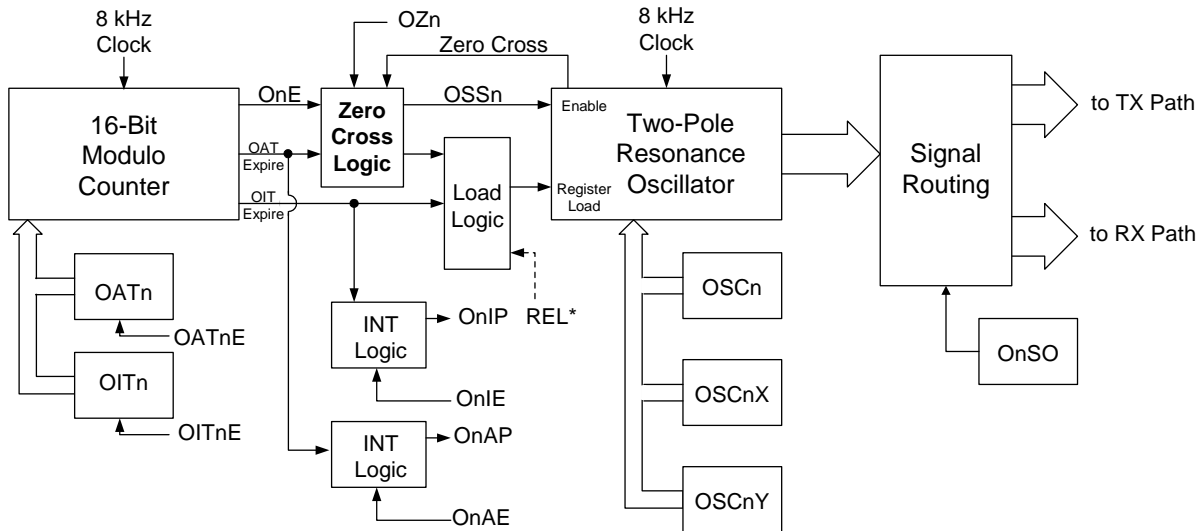 8 kHz
Clock
OZn
Zero Cross
8 kHz
Clock
16-Bit
Modulo
Counter
OnE
OAT
Expire
OIT
Expire
Zero
Cross
Logic
OSSn
Load
Logic
Enable
Register
Load
Two-Pole
Resonance
Oscillator
Signal
Routing
to TX Path
to RX Path
OATn
OATnE
OITn
OITnE
INT
Logic
OnIP
OnIE
REL*
INT
Logic
OnAP
OnAE
OSCn
OSCnX
OSCnY
OnSO